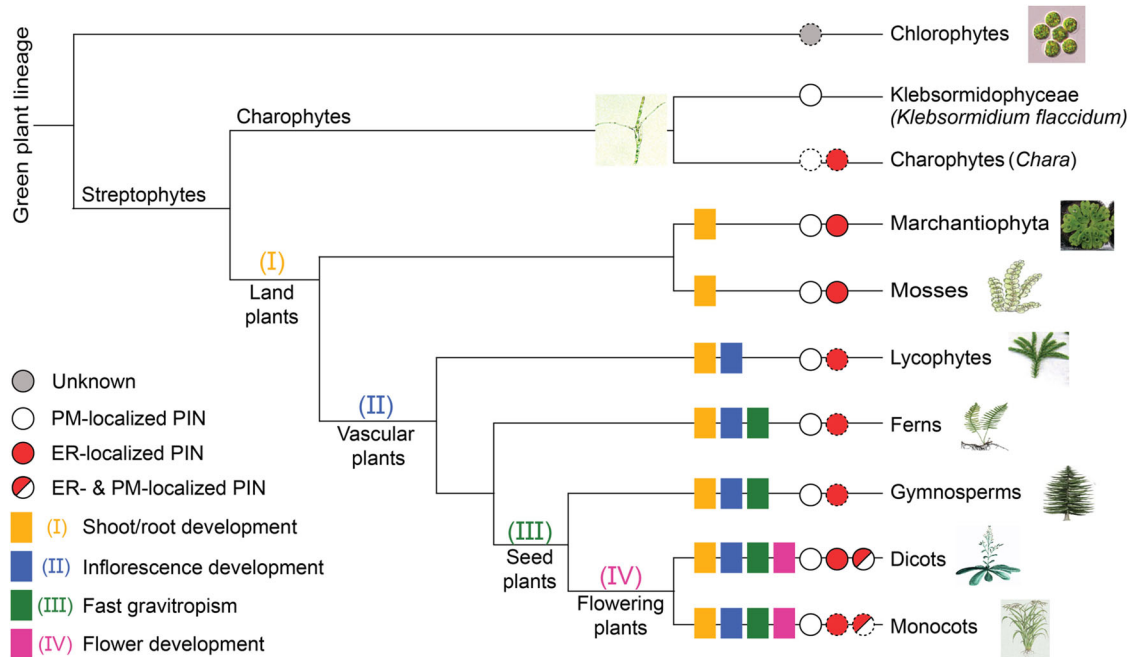 Green plant lineage
Chlorophytes
Klebsormidophyceae
(Klebsormidium flaccidum)
Charophytes
Charophytes (Chara)
Streptophytes
Marchantiophyta
(I)
Land
plants
Mosses
Lycophytes
Unknown
PM-localized PIN
ER-localized PIN
ER- & PM-localized PIN
(II)
Vascular
plants
Ferns
Gymnosperms
(I) Shoot/root development
(II) Inflorescence development
(III) Fast gravitropism
(IV) Flower development
(III)
Seed
plants
Dicots
(IV)
Flowering
plants
Monocots